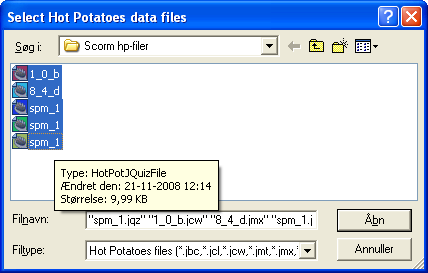 Select Hot Potatoes data files
Søg i:
Scorm hp-filer
1_0_b
8_4_d
spm_1
spm_1
spm_1
Type: HotPotJQuizFile
Ændret den: 21-11-2008 12:14
Størrelse: 9,99 KB
Filnavn:
"spm_1.jqz" "1_0_b.jcw" "8_4_d.jmx" "spm_1.j
Åbn
Filtype:
Hot Potatoes files (*.jbc,*.jcl,*.jcw,*.jmt,*.jmx,*
Annuller